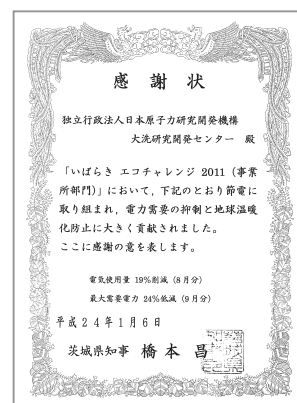 感謝状
独立行政法人日本原子力研究開発機構
大洗研究開発センター 殿
「いばらき エコチャレンジ 2011(事業
所部門)」において,下記のとおり節電に
取り組まれ,電力需要の抑制と地球温暖
化防止に大きく貢献されました。
ここに感謝の意を表します。
電気使用量 19%削減(8月分)
最大需要電力 24%低減(9月分)
平成24年1月6日
茨城県知事 橋本 昌